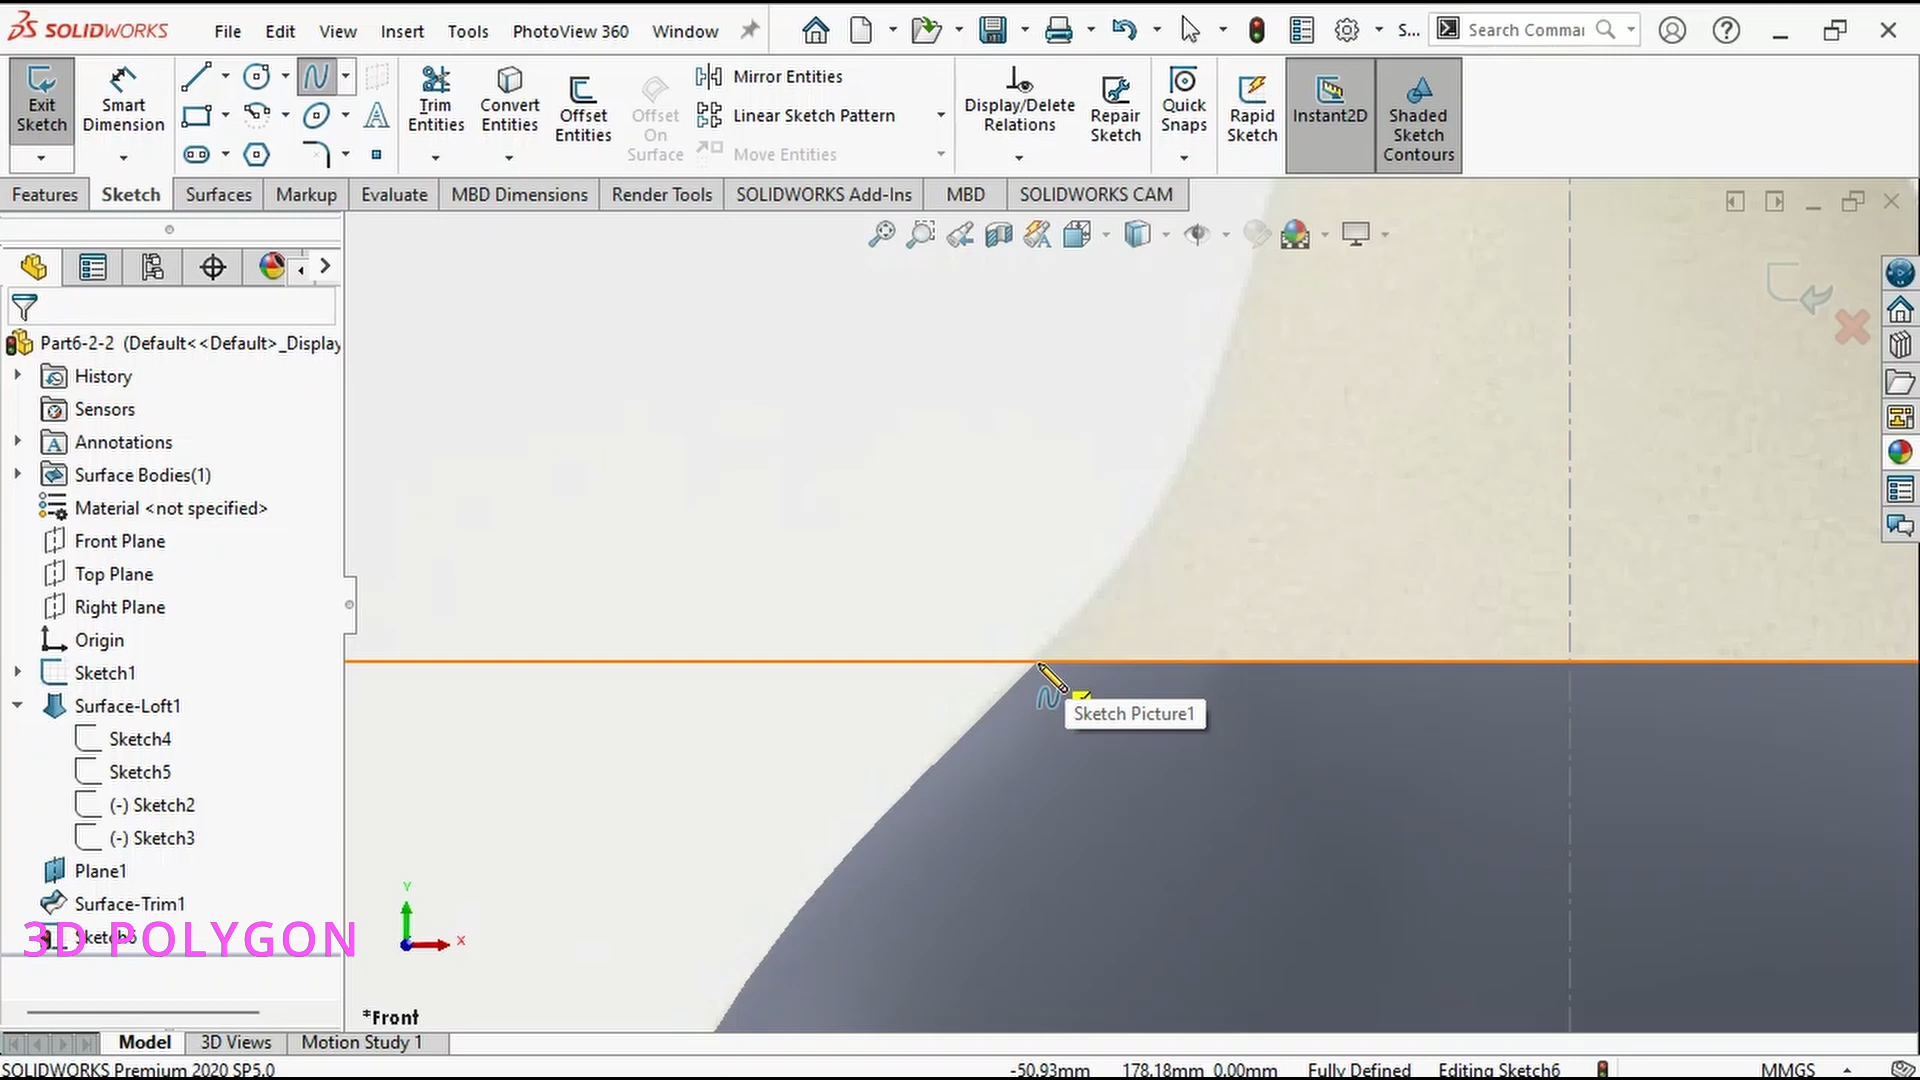 SOLIDWORKS File Edit View Insert Tools PhotoView 360 Window S... Search Commar
Exit Sketch
Smart Dimension
Trim Entities
Convert Entities
Offset Entities
Offset On Surface
Mirror Entities
Linear Sketch Pattern
Move Entities
Display/Delete Relations
Repair Sketch
Quick Snaps
Rapid Sketch
Instant2D
Shaded Sketch Contours
Features Sketch Surfaces Markup Evaluate MBD Dimensions Render Tools SOLIDWORKS Add-Ins MBD SOLIDWORKS CAM
Part6-2-2 (Default<<Default>_Display
History
Sensors
Annotations
Surface Bodies(1)
Material <not specified>
Front Plane
Top Plane
Right Plane
Origin
Sketch1
Surface-Loft1
Sketch4
Sketch5
(-) Sketch2
(-) Sketch3
Plane1
Surface-Trim1
Sketch6
3D POLYGON
Sketch Picture1
Y
X
*Front
Model 3D Views Motion Study 1
SOLIDWORKS Premium 2020 SP5.0 -50.93mm 178.18mm 0.00mm Fully Defined Editing Sketch6 MMGS